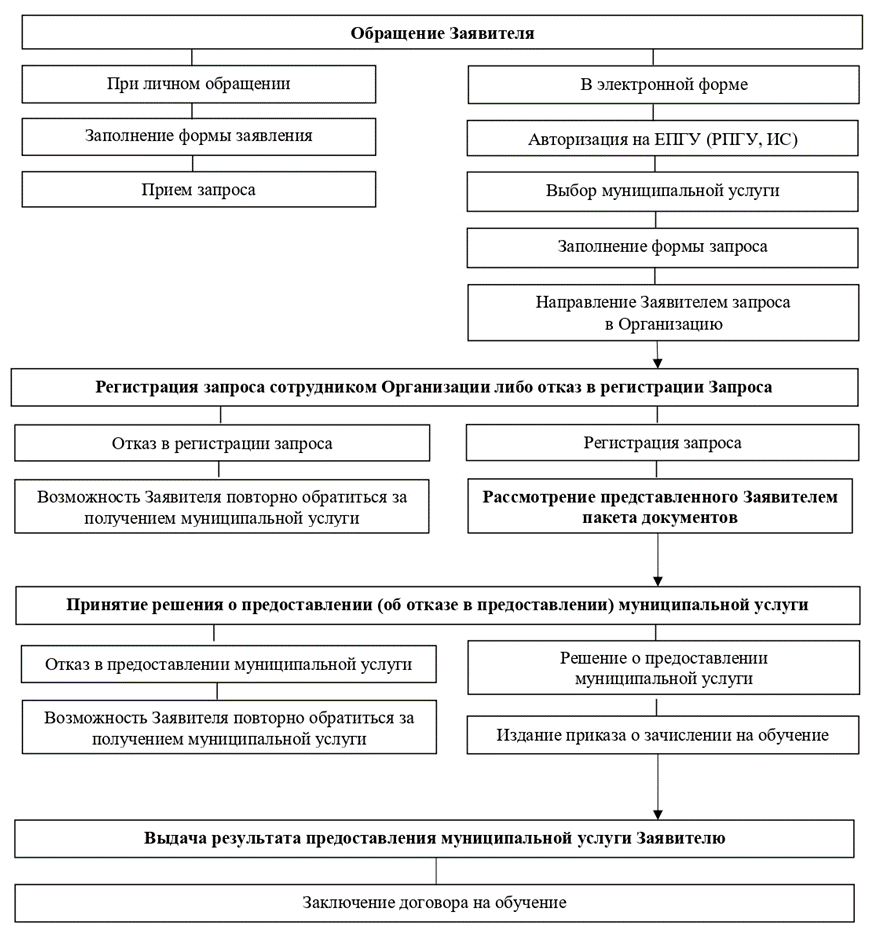 Обращение Заявителя
При личном обращении
Заполнение формы заявления
Прием запроса
В электронной форме
Авторизация на ЕПГУ (РПГУ, ИС)
Выбор муниципальной услуги
Заполнение формы запроса
Направление Заявителем запроса
в Организацию
Регистрация запроса сотрудником Организации либо отказ в регистрации Запроса
Отказ в регистрации запроса
Возможность Заявителя повторно обратиться за
получением муниципальной услуги
Регистрация запроса
Рассмотрение представленного Заявителем
пакета документов
Принятие решения о предоставлении (об отказе в предоставлении) муниципальной услуги
Отказ в предоставлении муниципальной услуги
Возможность Заявителя повторно обратиться за
получением муниципальной услуги
Решение о предоставлении
муниципальной услуги
Издание приказа о зачислении на обучение
Выдача результата предоставления муниципальной услуги Заявителю
Заключение договора на обучение